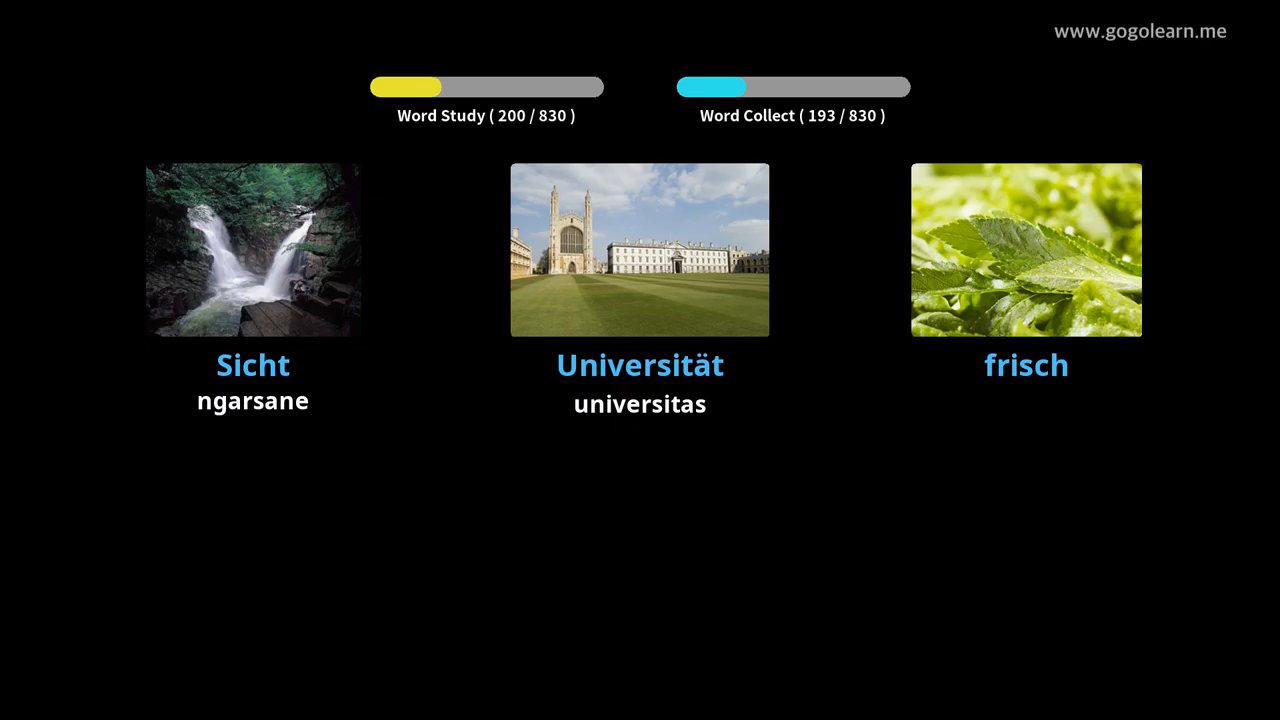 www.gogolearn.me
Word Study ( 200 / 830 )
Word Collect ( 193 / 830 )
Sicht
ngarsane
Universität
universitas
frisch